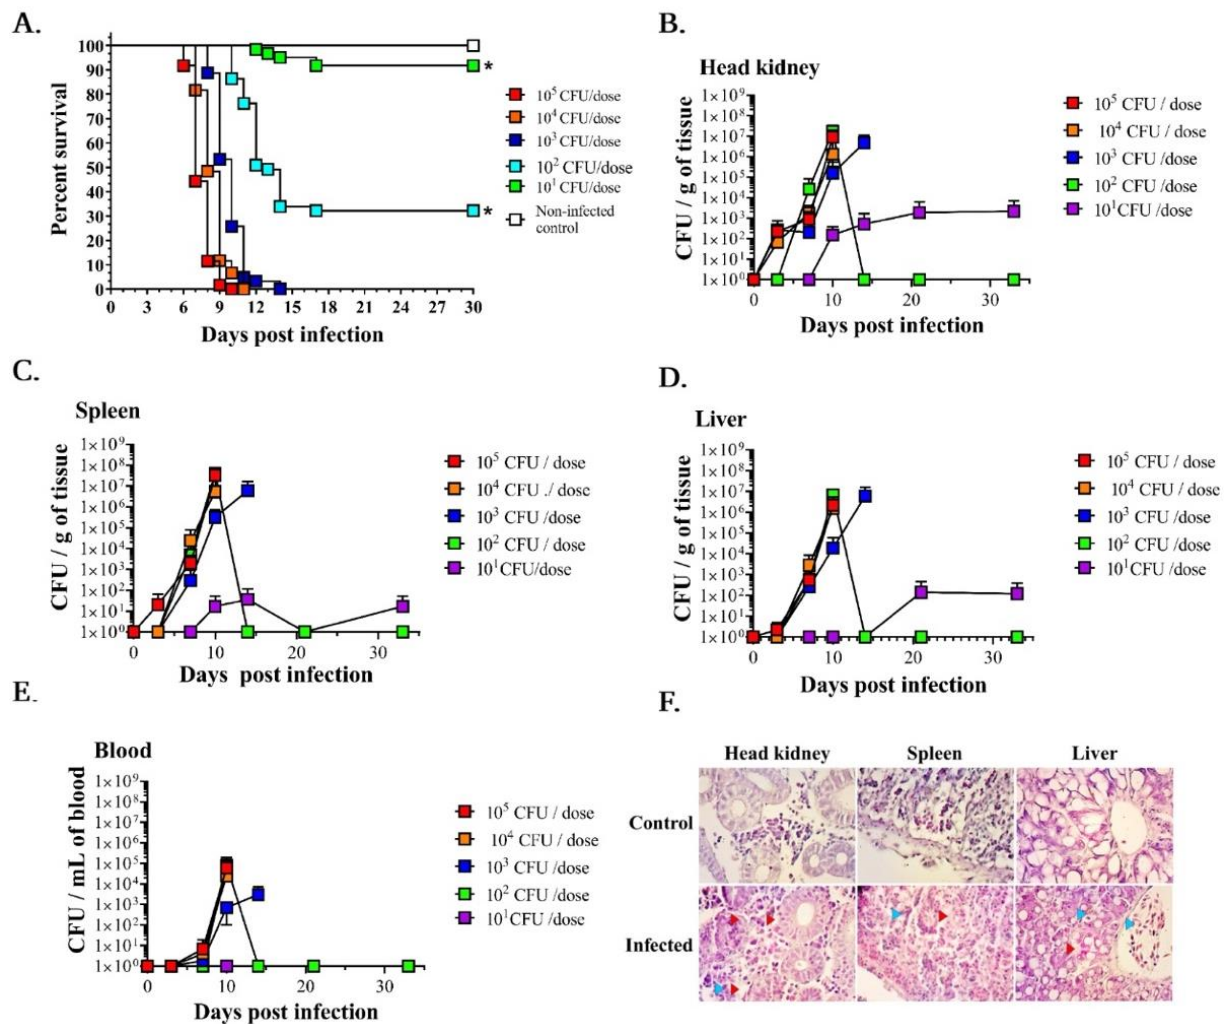 A.
100
90
80
70
60
50
40
30
20
10
0
Percent survival
0 3 6 9 12 15 18 21 24 27 30
Days post infection
10⁵ CFU/dose
10⁴ CFU/dose
10³ CFU/dose
10² CFU/dose
10¹ CFU/dose
Non-infected
control
*
*
B.
Head kidney
1×10⁹
1×10⁸
1×10⁷
1×10⁶
1×10⁵
1×10⁴
1×10³
1×10²
1×10¹
1×10⁰
CFU / g of tissue
0 10 20 30
Days post infection
10⁵ CFU / dose
10⁴ CFU / dose
10³ CFU /dose
10² CFU / dose
10¹CFU /dose
C.
Spleen
1×10⁹
1×10⁸
1×10⁷
1×10⁶
1×10⁵
1×10⁴
1×10³
1×10²
1×10¹
1×10⁰
CFU / g of tissue
0 10 20 30
Days post infection
10⁵ CFU / dose
10⁴ CFU ./ dose
10³ CFU /dose
10² CFU / dose
10¹CFU/dose
D.
Liver
1×10⁹
1×10⁸
1×10⁷
1×10⁶
1×10⁵
1×10⁴
1×10³
1×10²
1×10¹
1×10⁰
CFU / g of tissue
0 10 20 30
Days post infection
10⁵ CFU / dose
10⁴ CFU / dose
10³ CFU /dose
10² CFU / dose
10¹CFU /dose
E.
Blood
1×10⁹
1×10⁸
1×10⁷
1×10⁶
1×10⁵
1×10⁴
1×10³
1×10²
1×10¹
1×10⁰
CFU / mL of blood
0 10 20 30
Days post infection
10⁵ CFU / dose
10⁴ CFU / dose
10³ CFU /dose
10² CFU /dose
10¹CFU /dose
F.
Head kidney Spleen Liver
Control
Infected